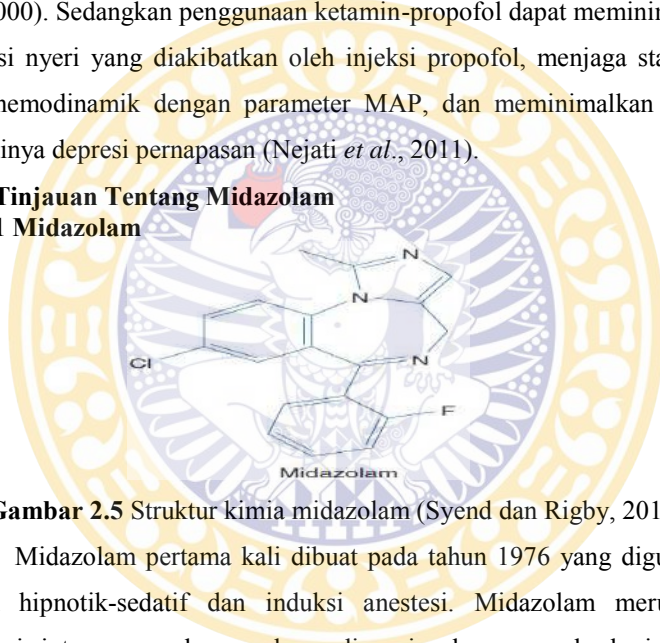 000). Sedangkan penggunaan ketamin-propofol dapat memini
si nyeri yang diakibatkan oleh injeksi propofol, menjaga sta
hemodinamik dengan parameter MAP, dan meminimalkan
inya depresi pernapasan (Nejati et al., 2011).
Tinjauan Tentang Midazolam
1 Midazolam
N
N
Cl
N
F
Midazolam
Gambar 2.5 Struktur kimia midazolam (Syend dan Rigby, 201
Midazolam pertama kali dibuat pada tahun 1976 yang digu
hipnotik-sedatif dan induksi anestesi. Midazolam meru